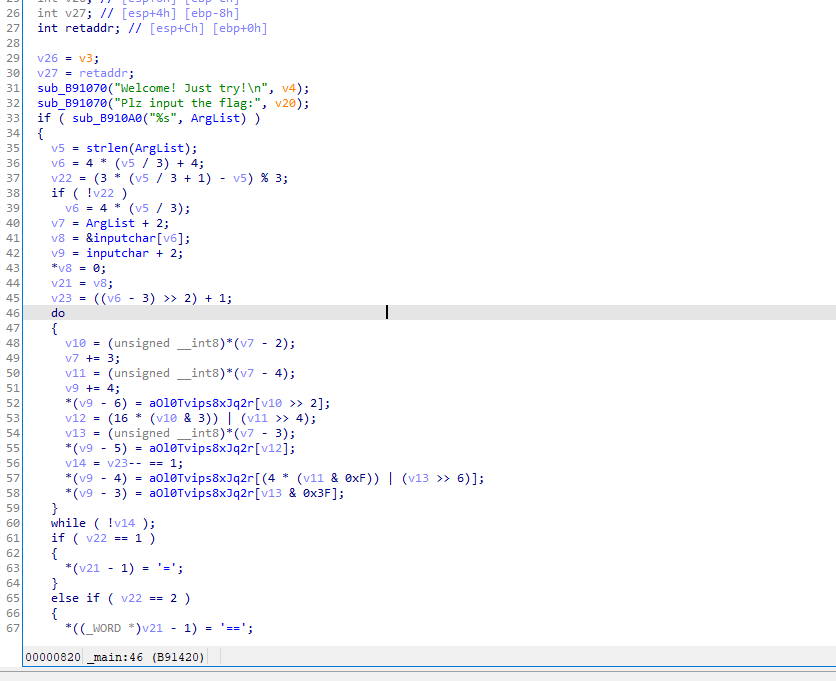 26 int v27; // [esp+4h] [ebp-8h]
27 int retaddr; // [esp+Ch] [ebp+0h]
28
29 v26 = v3;
30 v27 = retaddr;
31 sub_B91070("Welcome! Just try!\n", v4);
32 sub_B91070("Plz input the flag:", v20);
33 if ( sub_B910A0("%s", ArgList) )
34 {
35 v5 = strlen(ArgList);
36 v6 = 4 * (v5 / 3) + 4;
37 v22 = (3 * (v5 / 3 + 1) - v5) % 3;
38 if ( !v22 )
39 v6 = 4 * (v5 / 3);
40 v7 = ArgList + 2;
41 v8 = &inputchar[v6];
42 v9 = inputchar + 2;
43 *v8 = 0;
44 v21 = v8;
45 v23 = ((v6 - 3) >> 2) + 1;
46 do
47 {
48 v10 = (unsigned __int8)*(v7 - 2);
49 v7 += 3;
50 v11 = (unsigned __int8)*(v7 - 4);
51 v9 += 4;
52 *(v9 - 6) = aOl0Tvips8xJq2r[v10 >> 2];
53 v12 = (16 * (v10 & 3)) | (v11 >> 4);
54 v13 = (unsigned __int8)*(v7 - 3);
55 *(v9 - 5) = aOl0Tvips8xJq2r[v12];
56 v14 = v23-- == 1;
57 *(v9 - 4) = aOl0Tvips8xJq2r[(4 * (v11 & 0xF)) | (v13 >> 6)];
58 *(v9 - 3) = aOl0Tvips8xJq2r[v13 & 0x3F];
59 }
60 while ( !v14 );
61 if ( v22 == 1 )
62 {
63 *(v21 - 1) = '=';
64 }
65 else if ( v22 == 2 )
66 {
67 *((_WORD *)v21 - 1) = '==';
00000820 _main:46 (B91420)